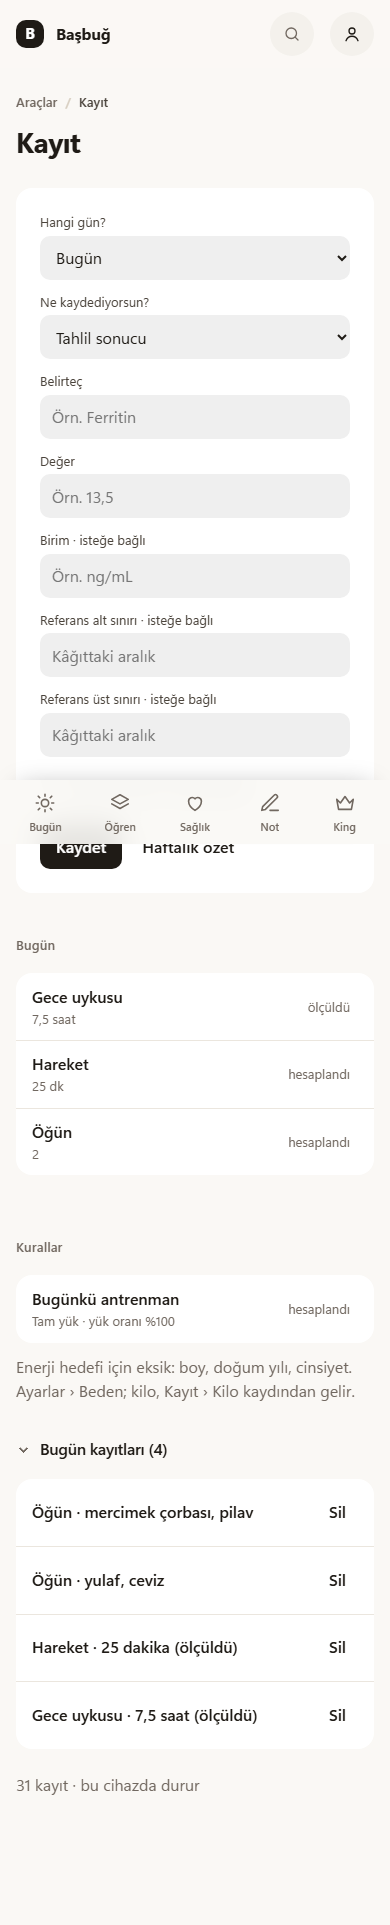 B Başbuğ
Araçlar / Kayıt
Kayıt
Hangi gün?
Bugün
Ne kaydediyorsun?
Tahlil sonucu
Belirteç
Örn. Ferritin
Değer
Örn. 13,5
Birim · isteğe bağlı
Örn. ng/mL
Referans alt sınırı · isteğe bağlı
Kâğıttaki aralık
Referans üst sınırı · isteğe bağlı
Kâğıttaki aralık
Bugün Öğren Sağlık Not King
Kaydet Haftalık özet
Bugün
Gece uykusu
7,5 saat
ölçüldü
Hareket
25 dk
hesaplandı
Öğün
2
hesaplandı
Kurallar
Bugünkü antrenman
Tam yük · yük oranı %100
hesaplandı
Enerji hedefi için eksik: boy, doğum yılı, cinsiyet.
Ayarlar › Beden; kilo, Kayıt › Kilo kaydından gelir.
Bugün kayıtları (4)
Öğün · mercimek çorbası, pilav Sil
Öğün · yulaf, ceviz Sil
Hareket · 25 dakika (ölçüldü) Sil
Gece uykusu · 7,5 saat (ölçüldü) Sil
31 kayıt · bu cihazda durur